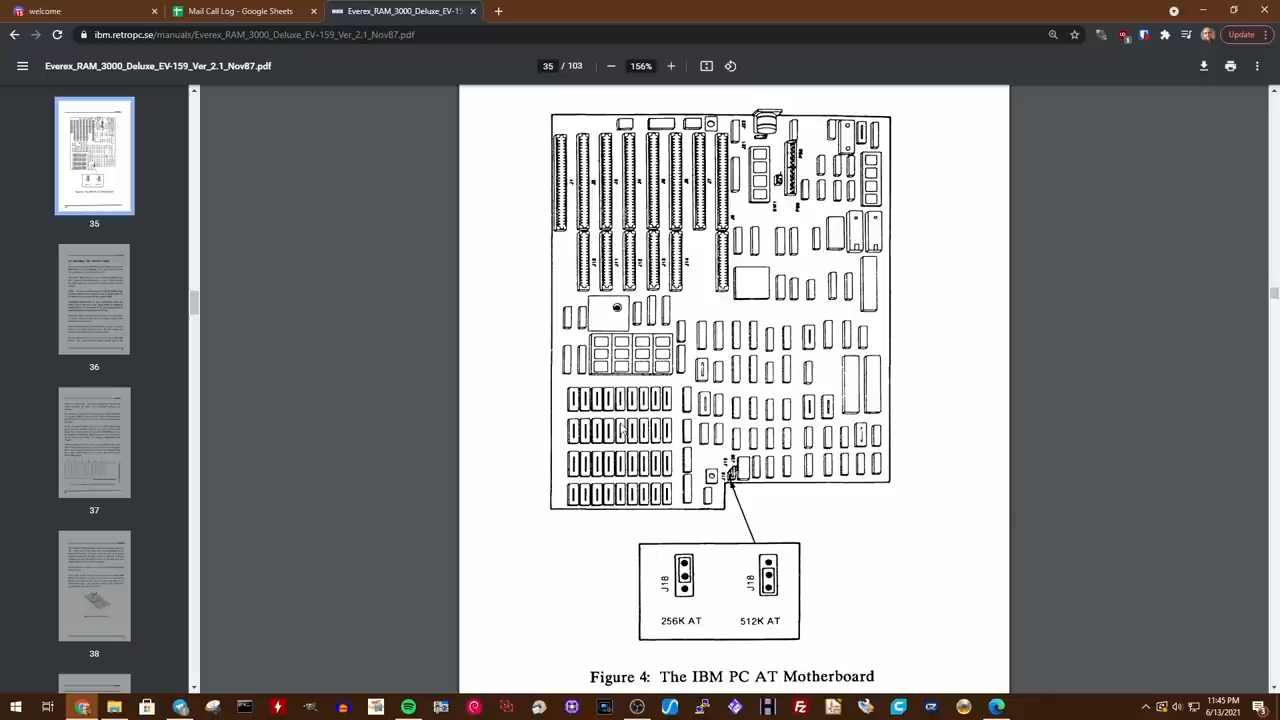 welcome
Mail Call Log - Google Sheets
Everex_RAM_3000_Deluxe_EV-15
ibm.retropc.se/manuals/Everex_RAM_3000_Deluxe_EV-159_Ver_2.1_Nov87.pdf
Update
Everex_RAM_3000_Deluxe_EV-159_Ver_2.1_Nov87.pdf
35 / 103
156%
35
36
37
38
J18
J18
256K AT
512K AT
Figure 4: The IBM PC AT Motherboard
11:45 PM
6/13/2021